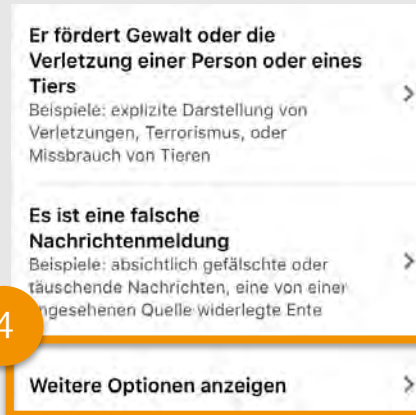 Er fördert Gewalt oder die
Verletzung einer Person oder eines
Tiers
Beispiele: explizite Darstellung von
Verletzungen, Terrorismus, oder
Missbrauch von Tieren
Es ist eine falsche
Nachrichtenmeldung
Beispiele: absichtlich gefälschte oder
täuschende Nachrichten, eine von einer
ngesehenen Quelle widerlegte Ente
4
Weitere Optionen anzeigen